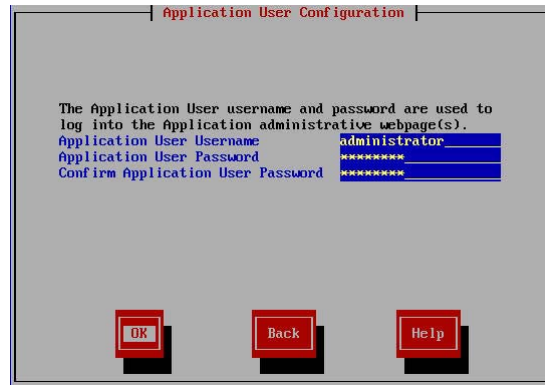 Application User Configuration
The Application User username and password are used to
log into the Application administrative webpage(s).
Application User Username administrator
Application User Password ********
Confirm Application User Password ********
OK Back Help